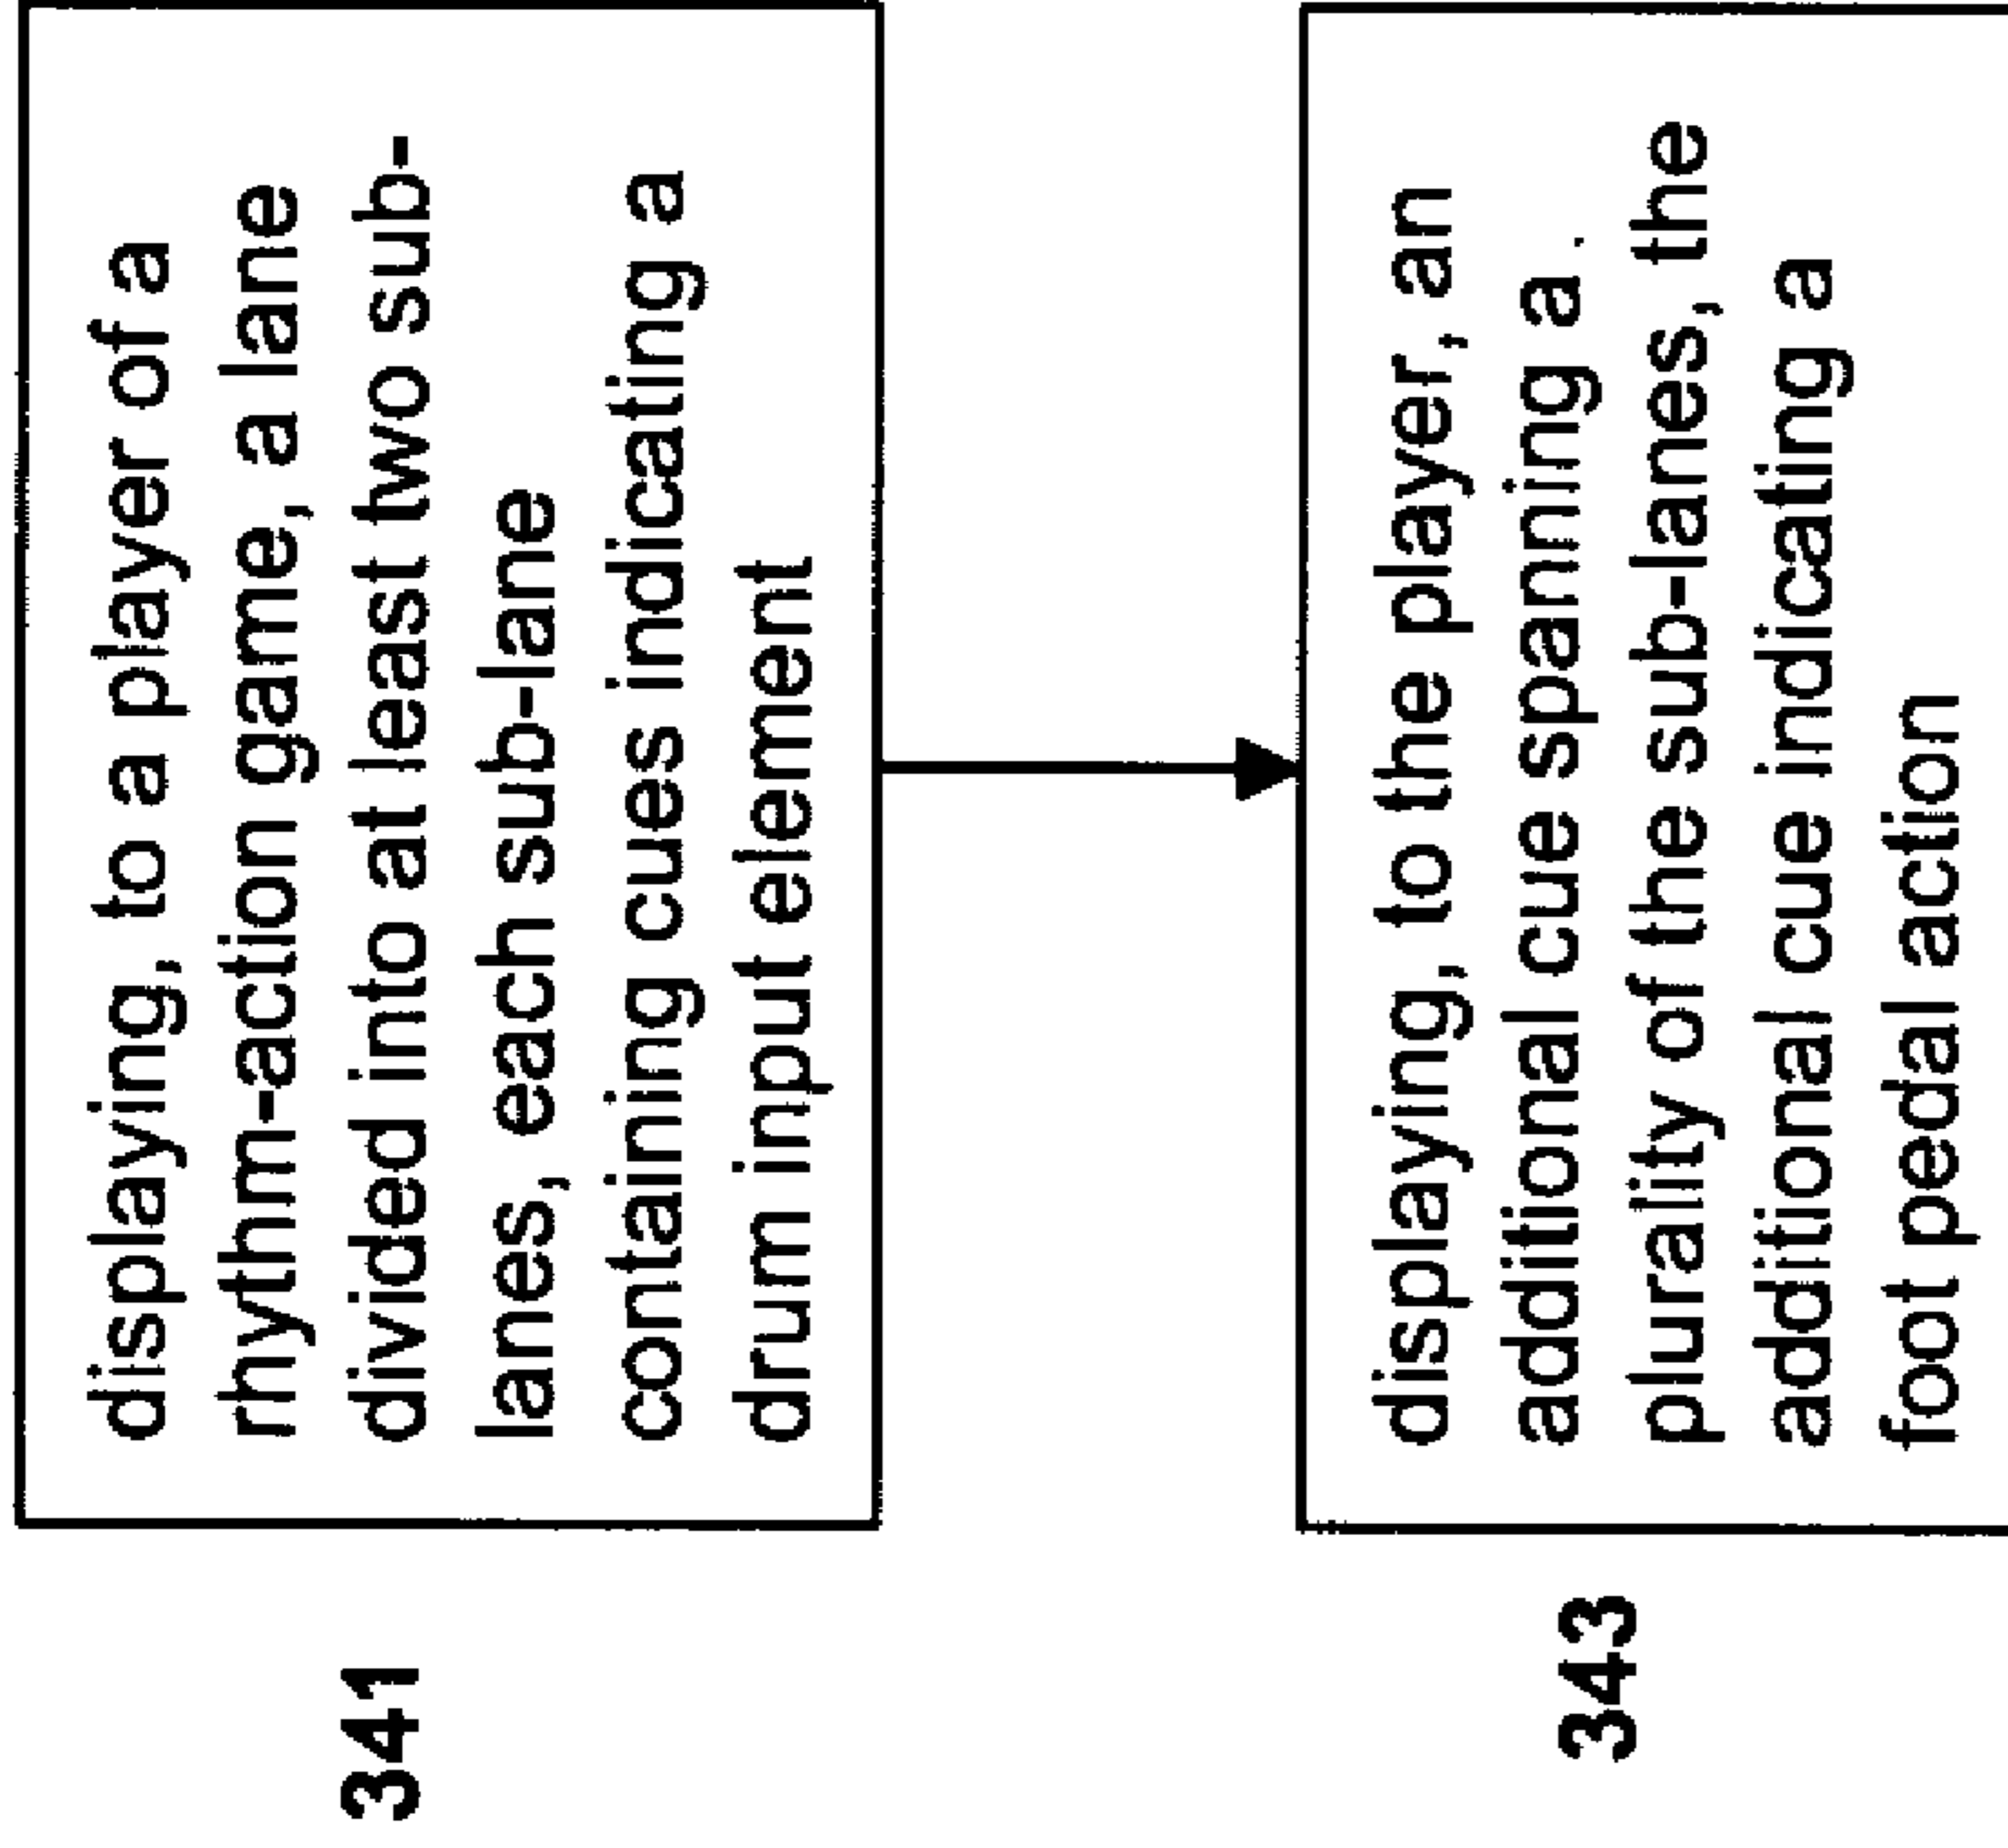 341
displaying, to a player of a
rhythm-action game, a lane
divided into at least two sub-
lanes, each sub-lane
containing cues indicating a
drum input element
343
displaying, to the player, an
additional cue spanning a.
plurality of the sub-lanes, the
additional cue indicating a
foot pedal action